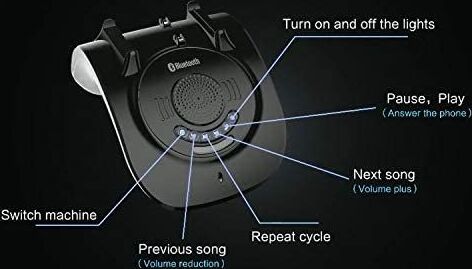 Turn on and off the lights
Bluetooth
Pause, Play
(Answer the phone)
Next song
(Volume plus)
Switch machine
Repeat cycle
Previous song
(Volume reduction)